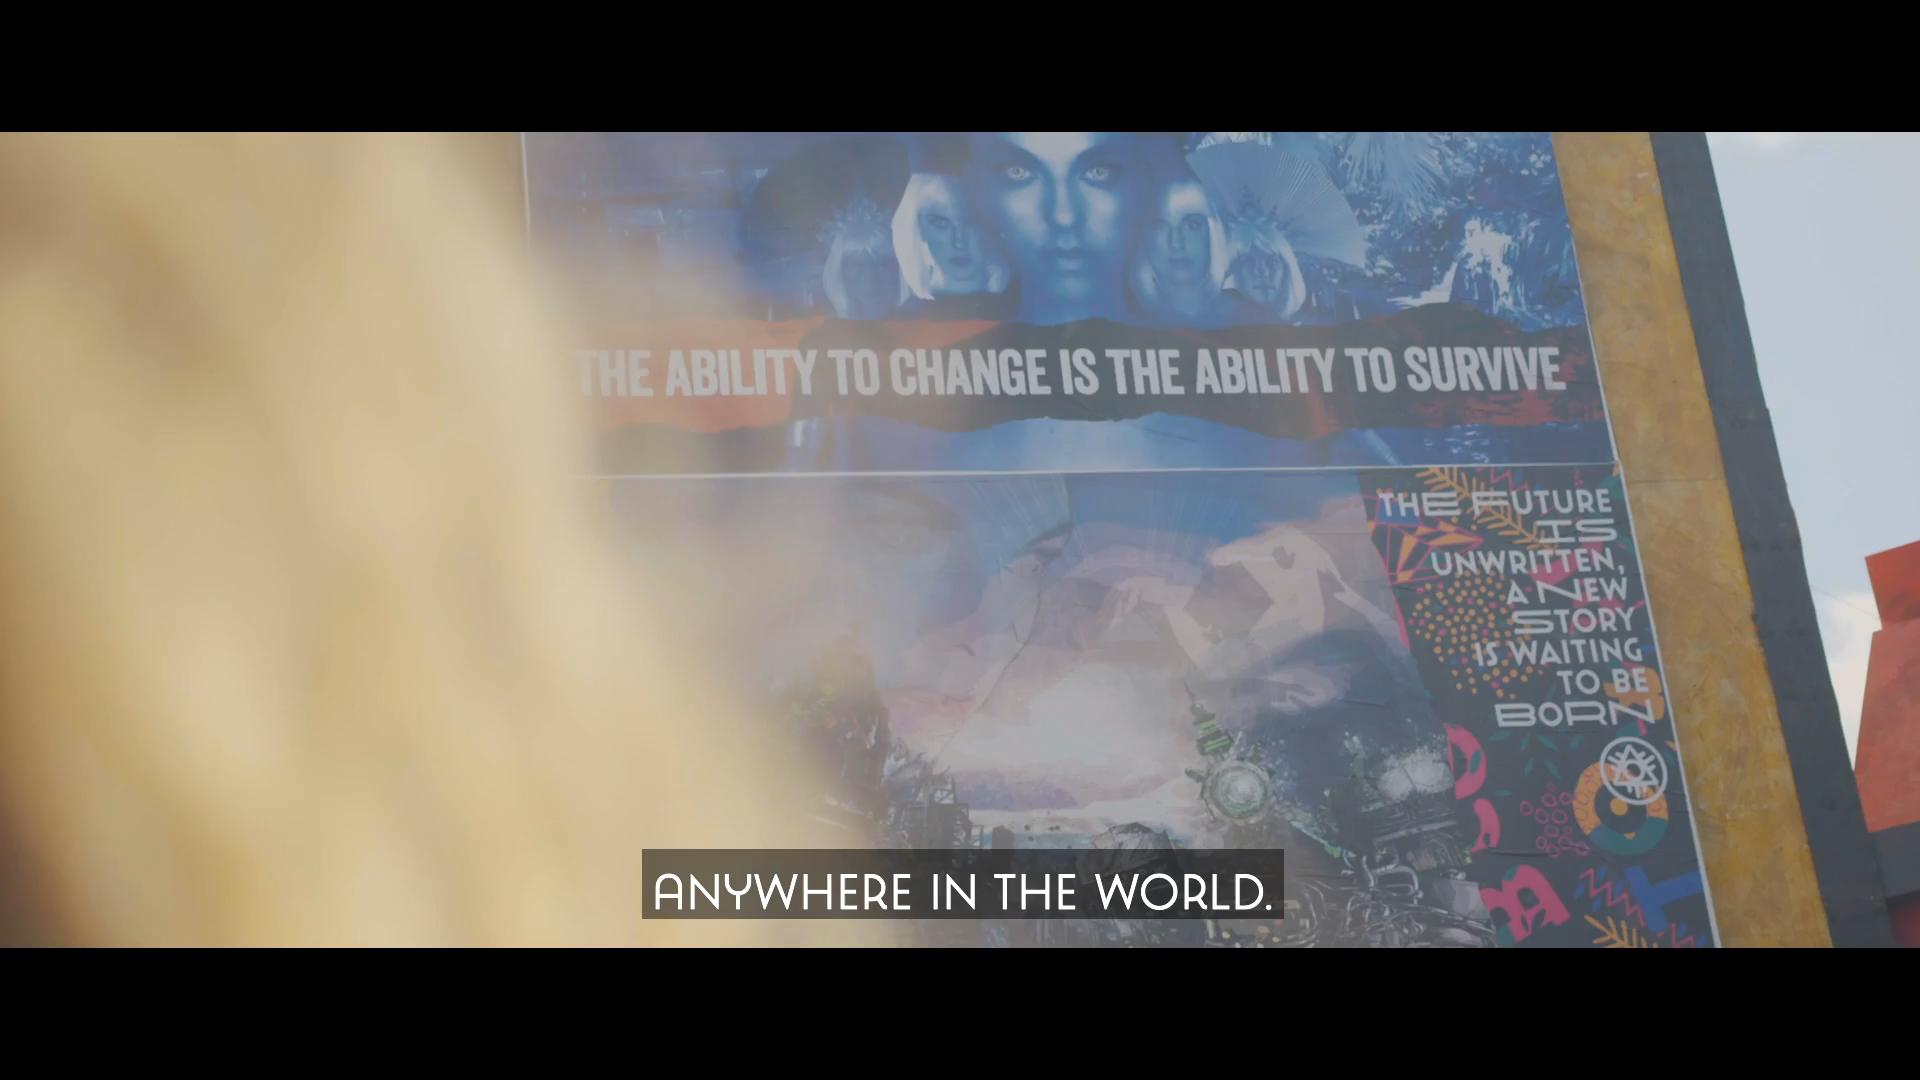 THE ABILITY TO CHANGE IS THE ABILITY TO SURVIVE
THE FUTURE
IS
UNWRITTEN,
A NEW
STORY
IS WAITING
TO BE
BORN
ANYWHERE IN THE WORLD.